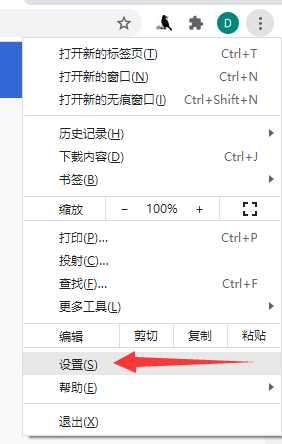 D
打开新的标签页(T) Ctrl+T
打开新的窗口(N) Ctrl+N
打开新的无痕窗口(I) Ctrl+Shift+N
历史记录(H)
下载内容(D) Ctrl+J
书签(B)
缩放 − 100% +
打印(P)... Ctrl+P
投射(C)...
查找(F)... Ctrl+F
更多工具(L)
编辑 剪切 复制 粘贴
设置(S)
帮助(E)
退出(X)